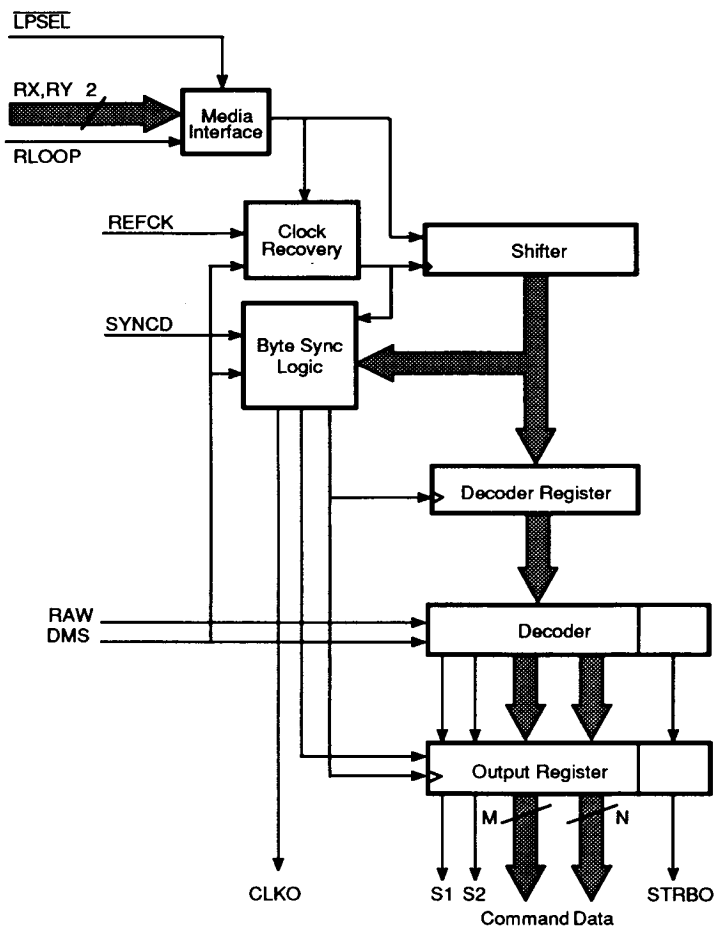 LPSEL
RX,RY 2
Media
Interface
RLOOP
REFCK
Clock
Recovery
Shifter
SYNCD
Byte Sync
Logic
Decoder Register
RAW
DMS
Decoder
Output Register
M
N
CLKO
S1 S2
STRBO
Command Data